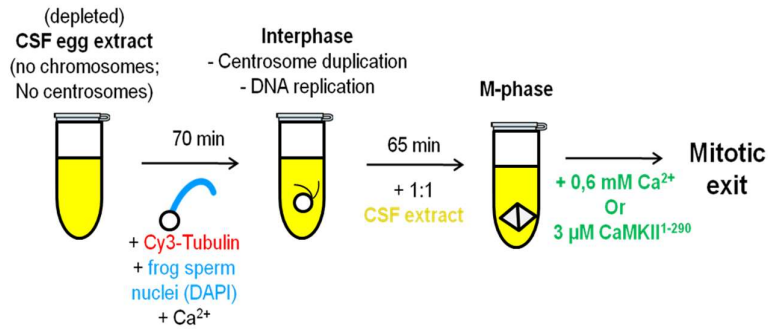 (depleted)
CSF egg extract
(no chromosomes;
No centrosomes)
70 min
+ Cy3-Tubulin
+ frog sperm
nuclei (DAPI)
+ Ca²⁺
Interphase
- Centrosome duplication
- DNA replication
65 min
+ 1:1
CSF extract
M-phase
+ 0,6 mM Ca²⁺
Or
3 µM CaMKII¹⁻²⁹⁰
Mitotic
exit